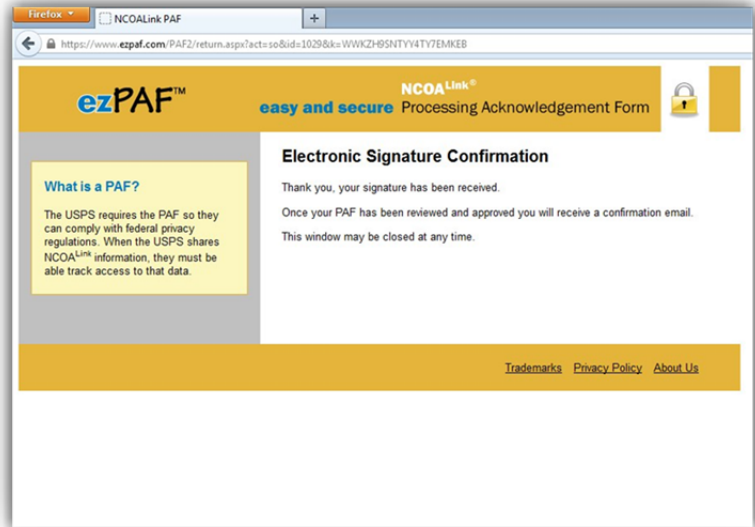 Firefox
NCOALink PAF
https://www.ezpaf.com/PAF2/return.aspx?act=so&id=1029&k=WWKZH9SNTYY4TY7EMKEB
ezPAF™
NCOALink®
easy and secure Processing Acknowledgement Form
Electronic Signature Confirmation
Thank you, your signature has been received.
Once your PAF has been reviewed and approved you will receive a confirmation email.
This window may be closed at any time.
What is a PAF?
The USPS requires the PAF so they
can comply with federal privacy
regulations. When the USPS shares
NCOALink information, they must be
able track access to that data.
Trademarks Privacy Policy About Us